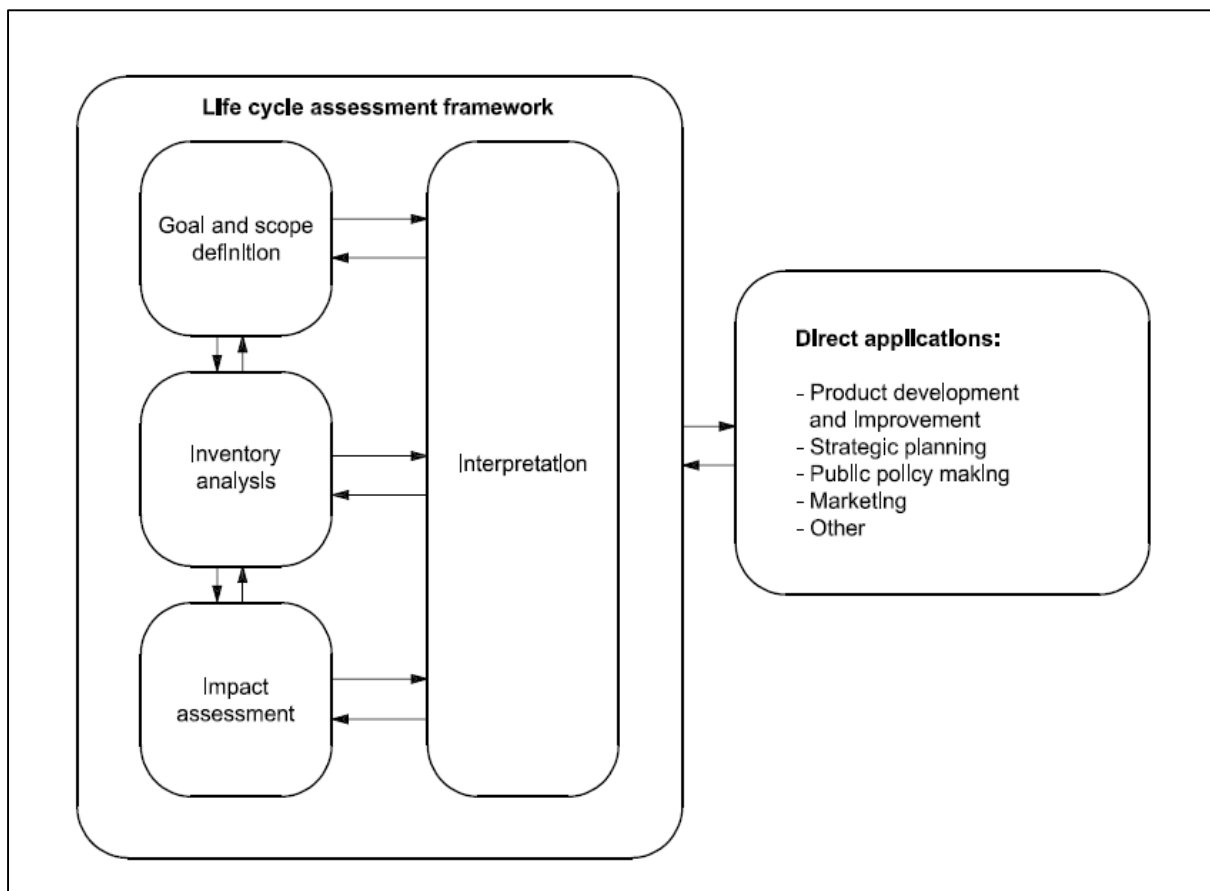 Life cycle assessment framework
Goal and scope
definition
Inventory
analysis
Impact
assessment
Interpretation
Direct applications:
- Product development
and improvement
- Strategic planning
- Public policy making
- Marketing
- Other